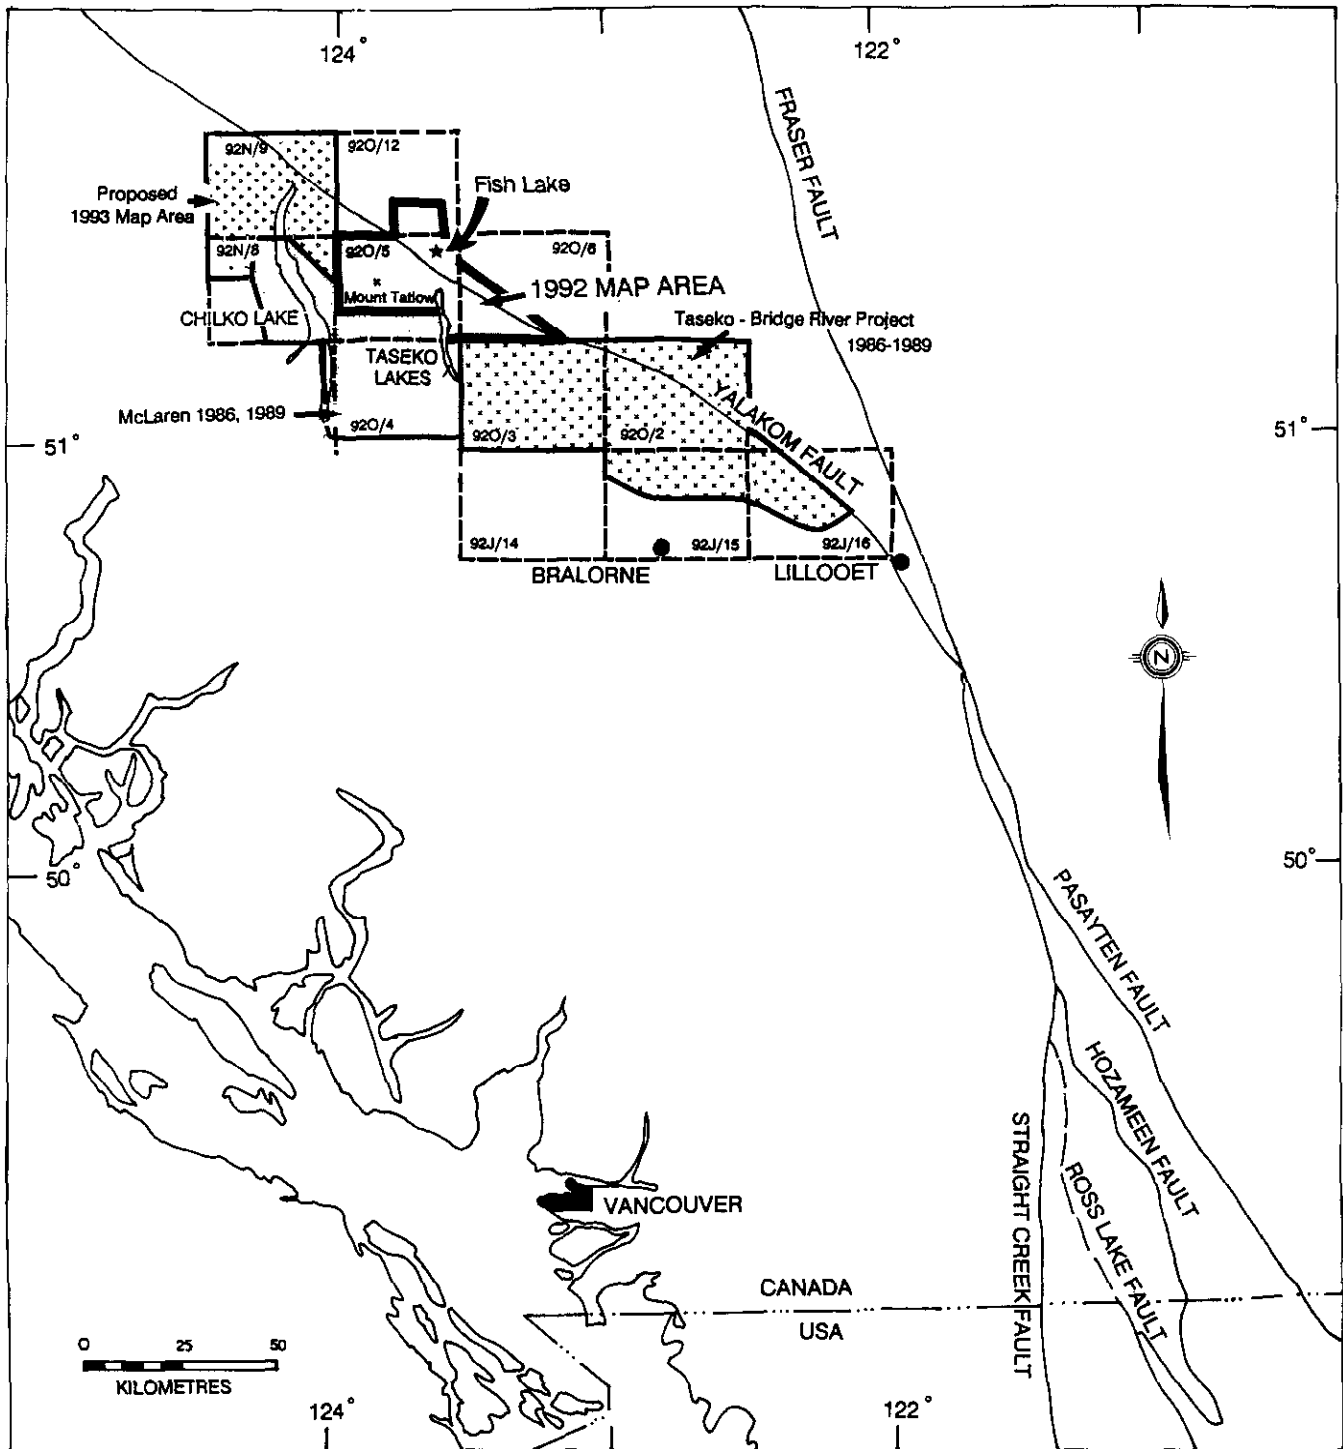 124°
122°
FRASER FAULT
92N/9
92O/12
Proposed
1993 Map Area
Fish Lake
92N/8
92O/5
92O/6
Mount Tatlow
1992 MAP AREA
CHILKO LAKE
Taseko - Bridge River Project
1986-1989
TASEKO
LAKES
YALAKOM FAULT
McLaren 1986, 1989
92O/4
92O/3
92O/2
51°
51°
92J/14
92J/15
92J/16
BRALORNE
LILLOOET
N
50°
50°
PASAYTEN FAULT
HOZAMEEN FAULT
STRAIGHT CREEK FAULT
ROSS LAKE FAULT
VANCOUVER
CANADA
USA
0 25 50
KILOMETRES
124°
122°